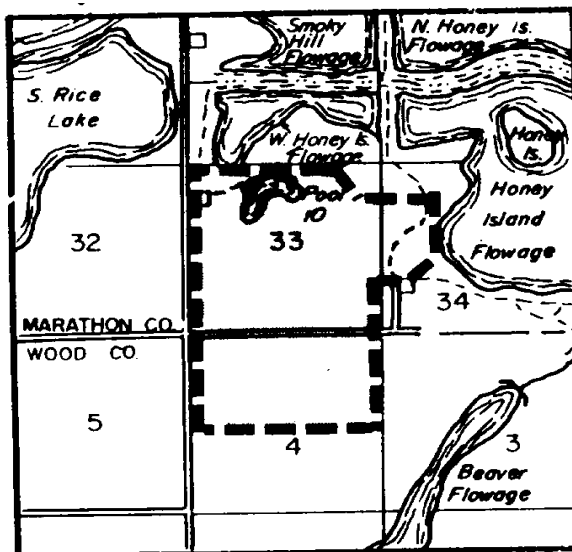 Smoky
Hill
Flowage
N. Honey Is.
Flowage
S. Rice
Lake
W. Honey Is.
Flowage
Honey
Is.
Pool
10
Honey
Island
Flowage
32
33
34
MARATHON CO.
WOOD CO.
5
4
3
Beaver
Flowage